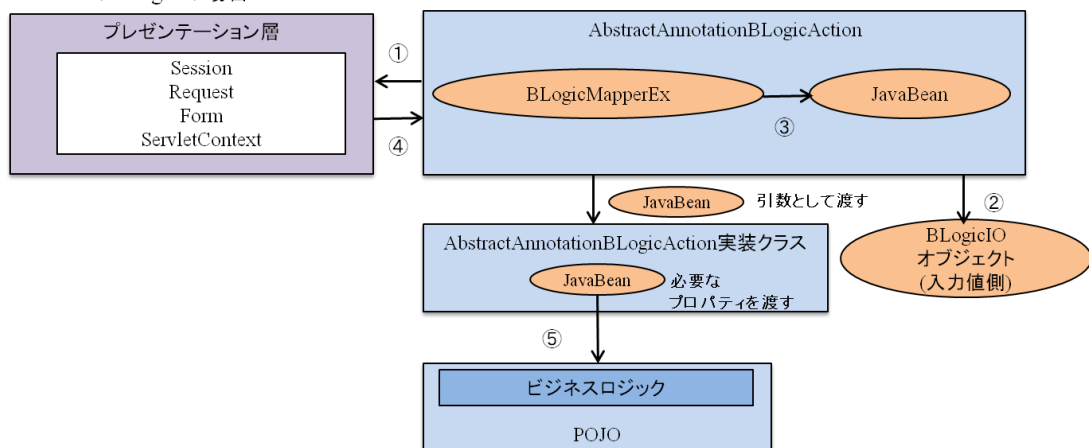 プレゼンテーション層
Session
Request
Form
ServletContext
①
④
AbstractAnnotationBLogicAction
BLogicMapperEx
JavaBean
③
JavaBean
引数として渡す
②
AbstractAnnotationBLogicAction実装クラス
JavaBean
必要な
プロパティを渡す
BLogicIO
オブジェクト
(入力値側)
⑤
ビジネスロジック
POJO